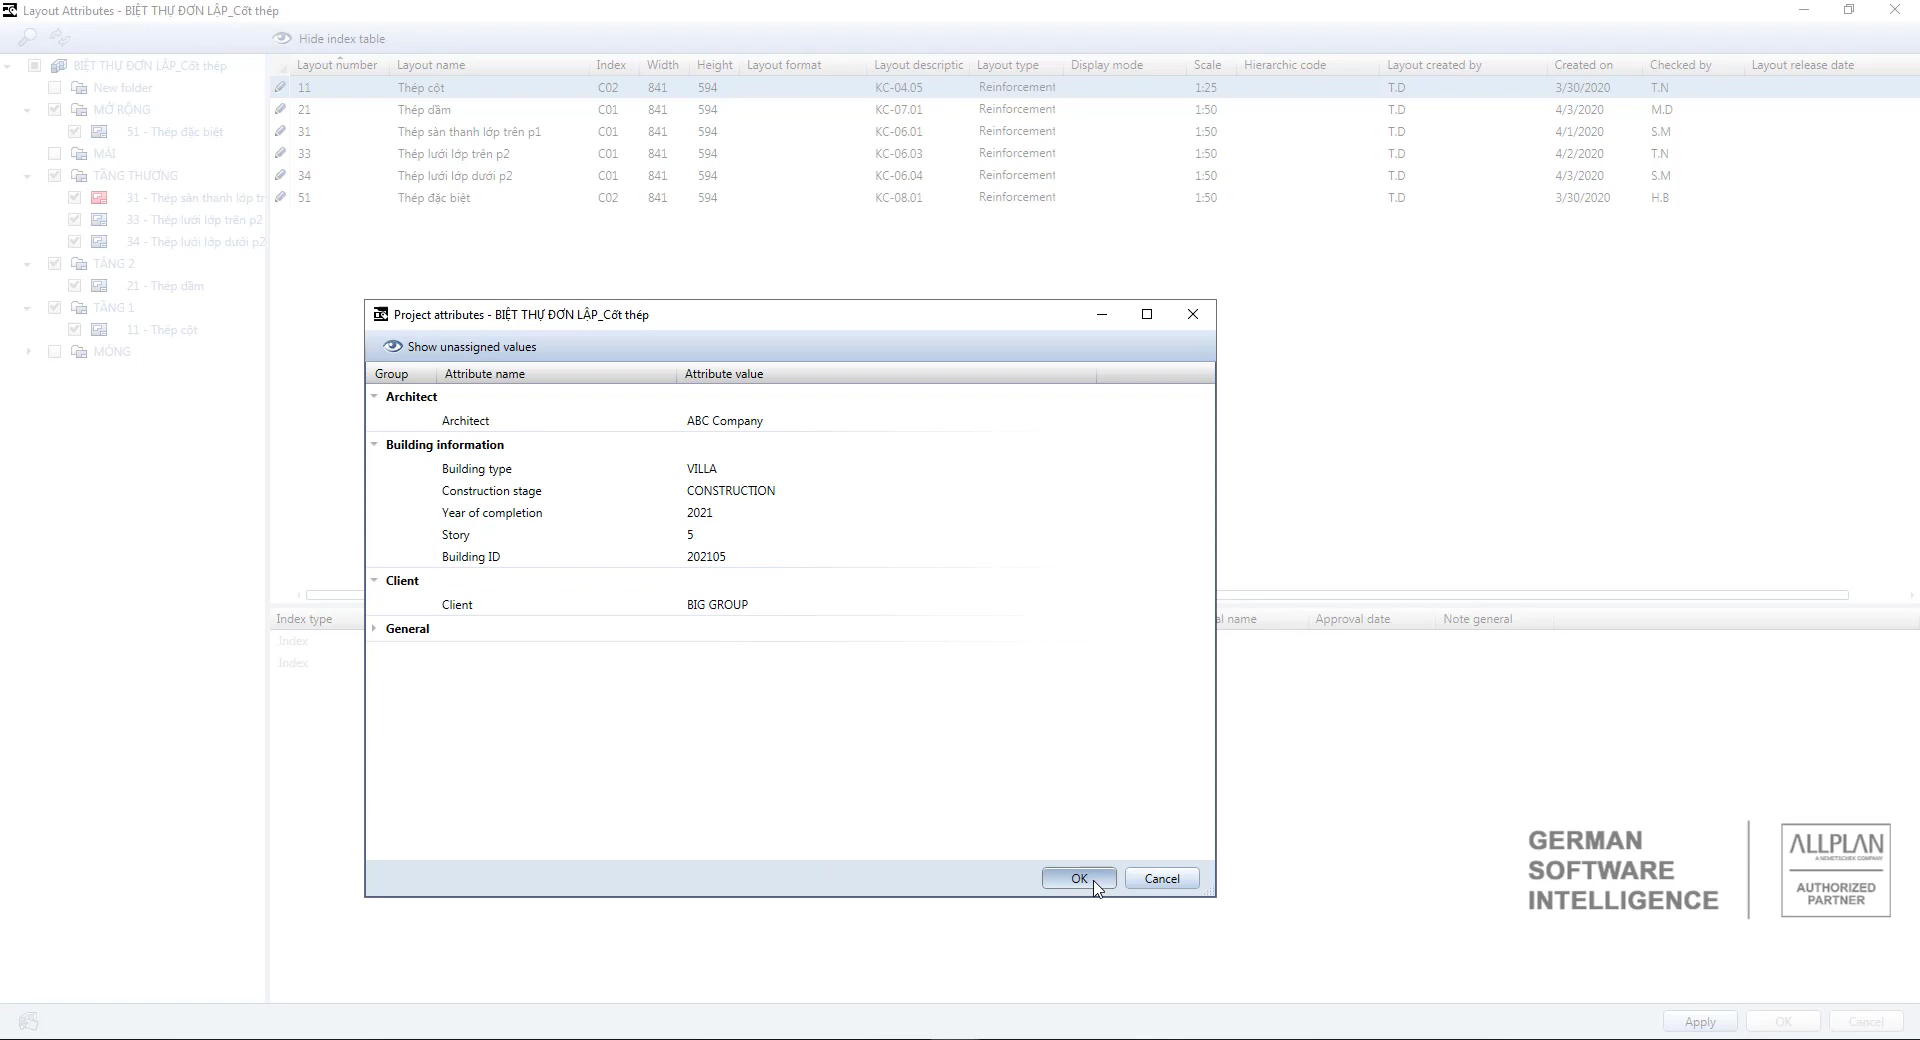 Layout Attributes - BIỆT THỰ ĐƠN LẬP_Cốt thép
Hide index table
BIỆT THỰ ĐƠN LẬP_Cốt thép
New folder
MỞ RỘNG
51 - Thép đặc biệt
MÁI
TẦNG THƯỢNG
31 - Thép sàn thanh lớp tr
33 - Thép lưới lớp trên p2
34 - Thép lưới lớp dưới p2
TẦNG 2
21 - Thép dầm
TẦNG 1
11 - Thép cột
MÓNG
Layout number Layout name Index Width Height Layout format Layout descriptic Layout type Display mode Scale Hierarchic code Layout created by Created on Checked by Layout release date
11 Thép cột C02 841 594 KC-04.05 Reinforcement 1:25 T.D 3/30/2020 T.N
21 Thép dầm C01 841 594 KC-07.01 Reinforcement 1:50 T.D 4/3/2020 M.D
31 Thép sàn thanh lớp trên p1 C01 841 594 KC-06.01 Reinforcement 1:50 T.D 4/1/2020 S.M
33 Thép lưới lớp trên p2 C01 841 594 KC-06.03 Reinforcement 1:50 T.D 4/2/2020 T.N
34 Thép lưới lớp dưới p2 C01 841 594 KC-06.04 Reinforcement 1:50 T.D 4/3/2020 S.M
51 Thép đặc biệt C02 841 594 KC-08.01 Reinforcement 1:50 T.D 3/30/2020 H.B
Project attributes - BIỆT THỰ ĐƠN LẬP_Cốt thép
Show unassigned values
Group Attribute name Attribute value
Architect
Architect ABC Company
Building information
Building type VILLA
Construction stage CONSTRUCTION
Year of completion 2021
Story 5
Building ID 202105
Client
Client BIG GROUP
General
OK Cancel
Index type al name Approval date Note general
Index
Index
GERMAN
SOFTWARE
INTELLIGENCE
ALLPLAN
A NEMETSCHEK COMPANY
AUTHORIZED
PARTNER
Apply OK Cancel